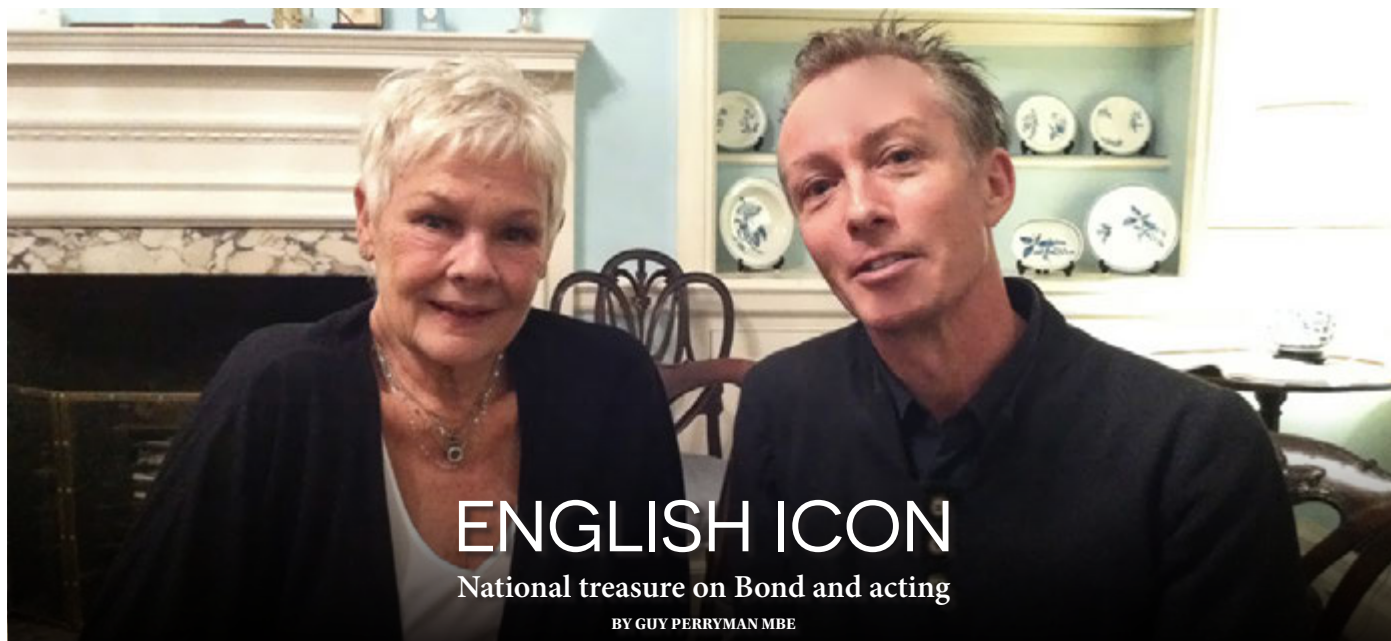 ENGLISH ICON
National treasure on Bond and acting
BY GUY PERRYMAN MBE